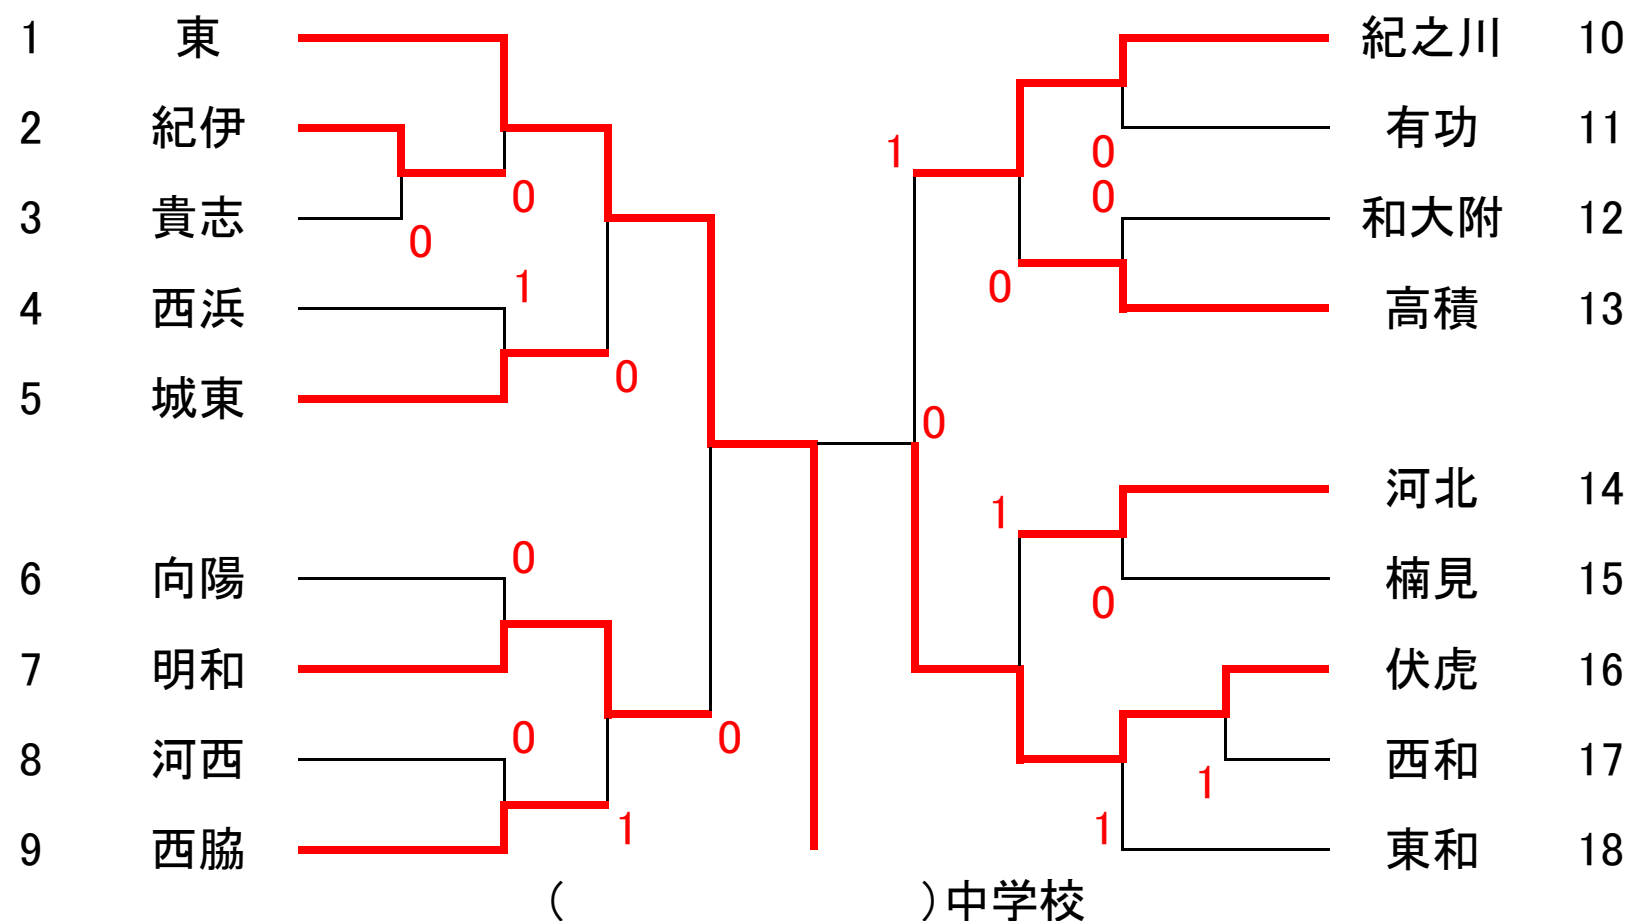 1 東 紀之川 10
2 紀伊 有功 11
1 0
3 貴志 0 0 和大附 12
0
4 西浜 1 0 高積 13
5 城東 0
0
1 河北 14
6 向陽 0 0 楠見 15
7 明和 伏虎 16
8 河西 0 0 1 西和 17
9 西脇 1 1 東和 18
( )中学校